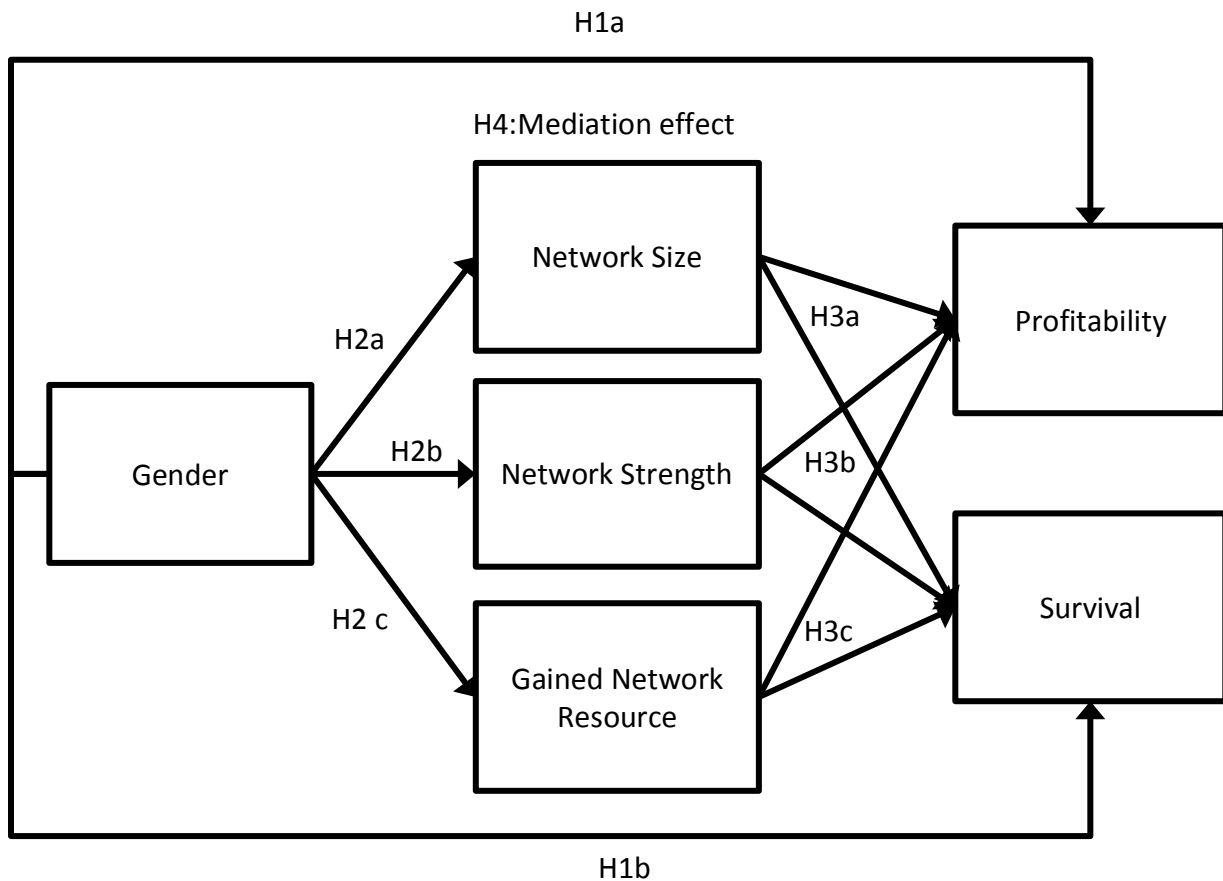 H1a
H4:Mediation effect
Network Size
Profitability
H3a
H2a
Gender
H2b
Network Strength
H3b
H2 c
H3c
Survival
Gained Network
Resource
H1b